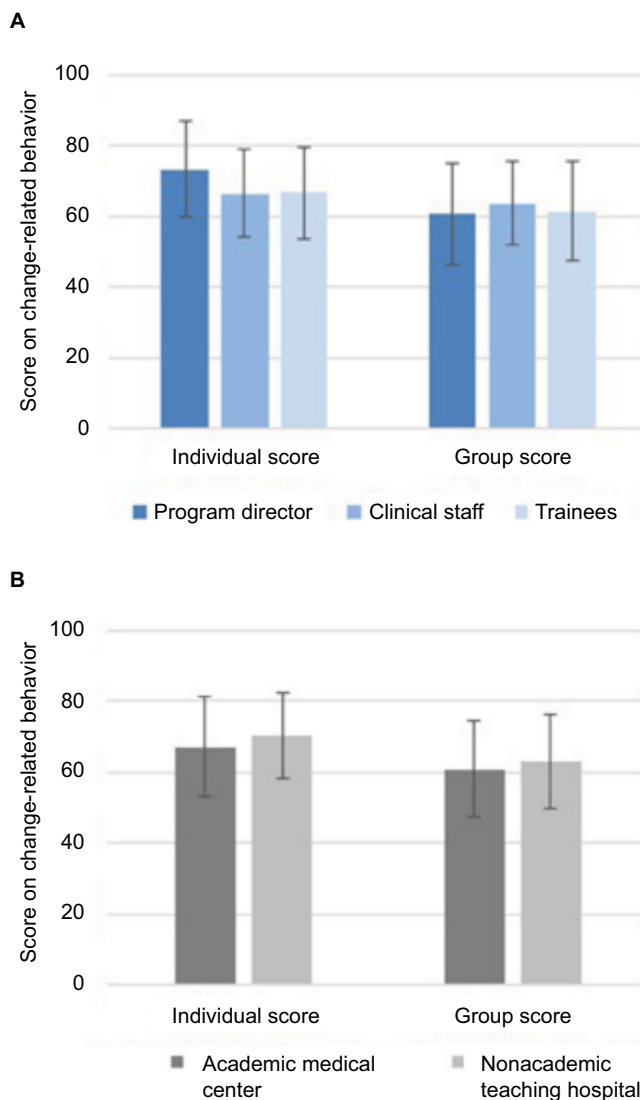 A
Score on change-related behavior
100
80
60
40
20
0
Individual score Group score
Program director Clinical staff Trainees
B
Score on change-related behavior
100
80
60
40
20
0
Individual score Group score
Academic medical center
Nonacademic teaching hospital